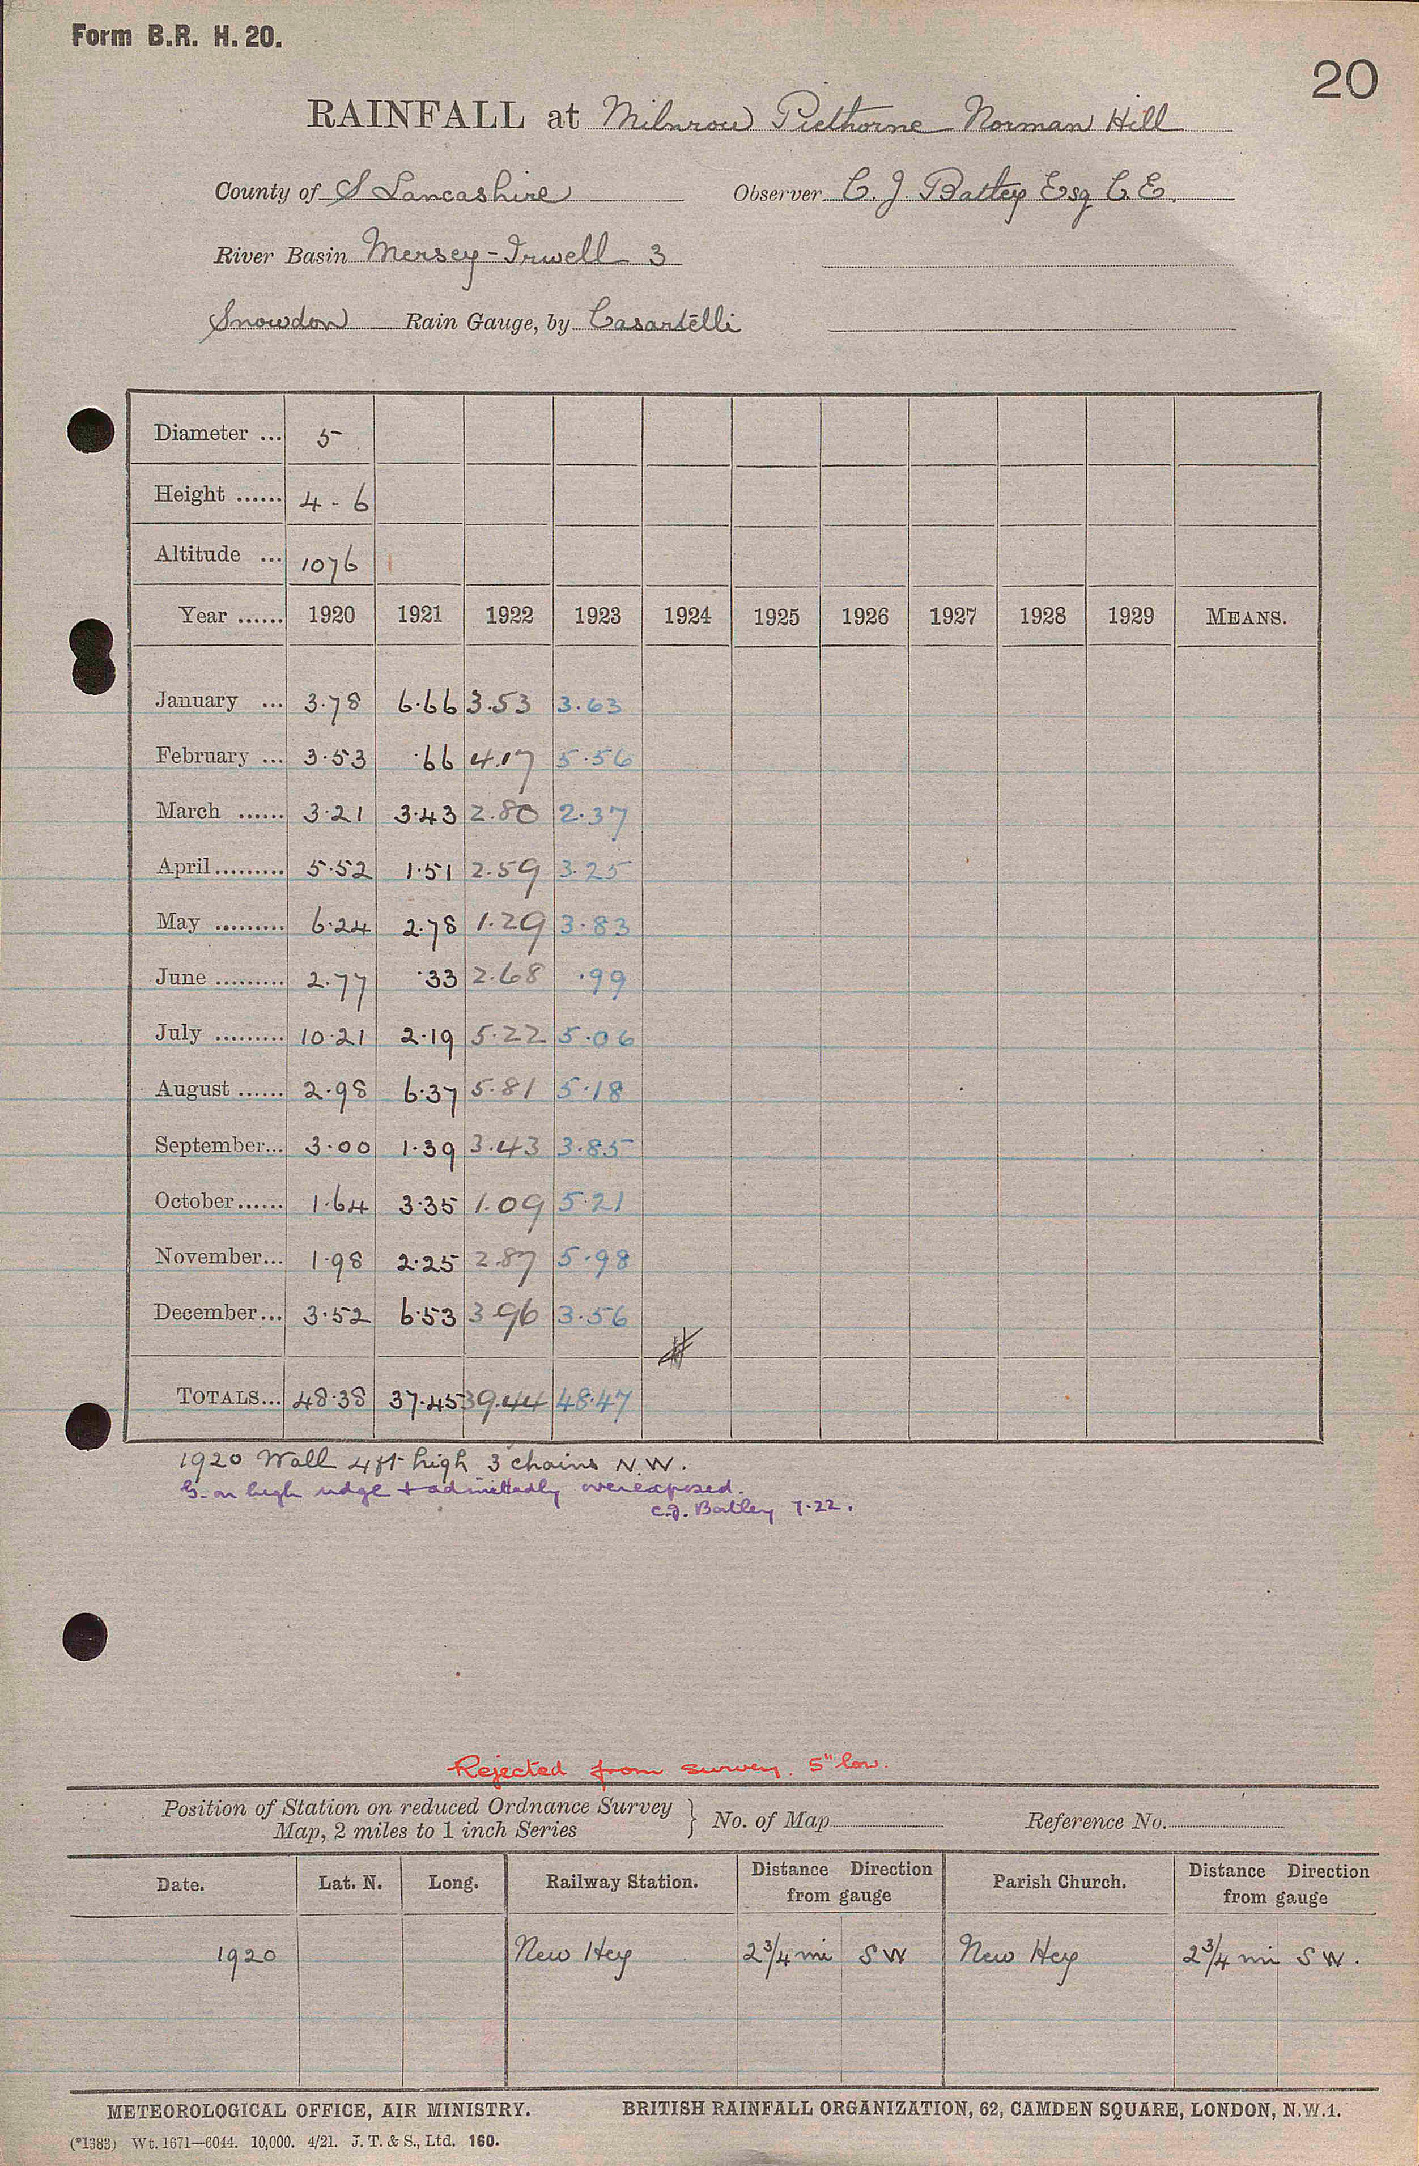 Form B.R. H. 20.
20
RAINFALL at Milnrow Piethorne Norman Hill
County of S Lancashire Observer C. J. Batley Esq C.E.
River Basin Mersey-Irwell 3
Snowdon Rain Gauge, by Casartelli
Diameter ... 5
Height ...... 4 - 6
Altitude ... 1076
Year ...... 1920 1921 1922 1923 1924 1925 1926 1927 1928 1929 MEANS.
January ... 3.78 6.66 3.53 3.63
February ... 3.53 .66 4.17 5.56
March ...... 3.21 3.43 2.80 2.37
April......... 5.52 1.51 2.59 3.25
May ......... 6.24 2.78 1.29 3.83
June ......... 2.77 .33 2.68 .99
July ......... 10.21 2.19 5.22 5.06
August ...... 2.98 6.37 5.81 5.18
September... 3.00 1.39 3.43 3.85
October...... 1.64 3.35 1.09 5.21
November... 1.98 2.25 2.87 5.98
December... 3.52 6.53 3.96 3.56
TOTALS... 48.38 37.45 39.44 48.47
1920 Wall 4 ft high 3 chains N.W.
G. on high ridge + admittedly overexposed.
C.J. Batley 7.22.
Rejected from survey. 5" low.
Position of Station on reduced Ordnance Survey
Map, 2 miles to 1 inch Series } No. of Map Reference No.
Date. Lat. N. Long. Railway Station. Distance Direction from gauge Parish Church. Distance Direction from gauge
1920 New Hey 2¾ mi SW New Hey 2¾ mi SW.
METEOROLOGICAL OFFICE, AIR MINISTRY. BRITISH RAINFALL ORGANIZATION, 62, CAMDEN SQUARE, LONDON, N.W.1.
(*1383) Wt. 1671—6044. 10,000. 4/21. J. T. & S., Ltd. 160.